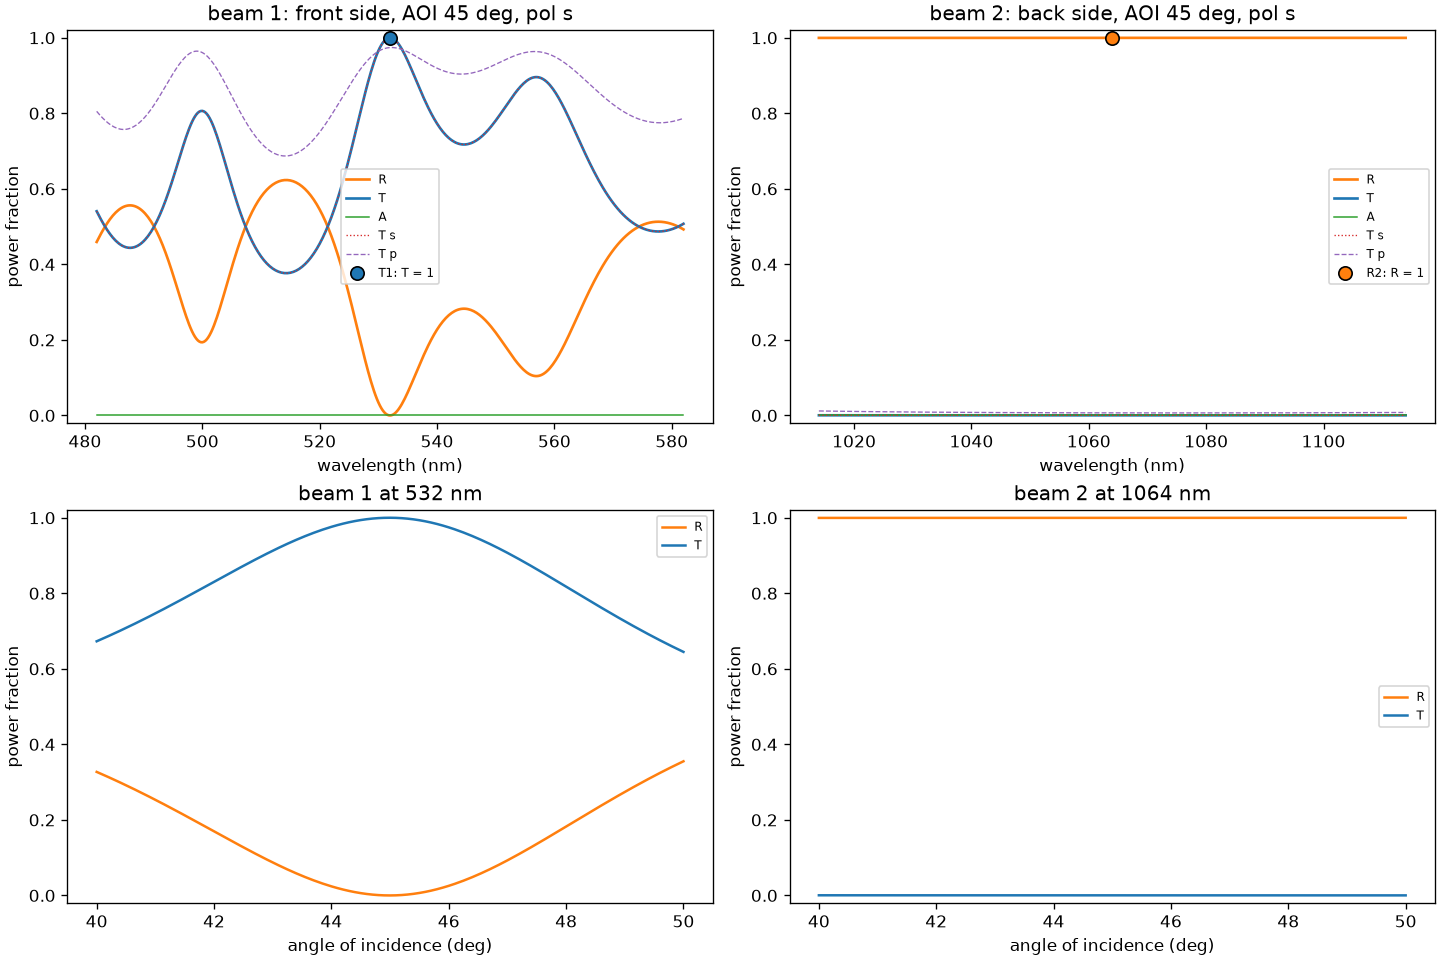 beam 1: front side, AOI 45 deg, pol s
1.0
0.8
0.6
0.4
0.2
0.0
power fraction
R
T
A
T s
T p
T1: T = 1
480
500
520
540
560
580
wavelength (nm)
beam 2: back side, AOI 45 deg, pol s
1.0
0.8
0.6
0.4
0.2
0.0
power fraction
R
T
A
T s
T p
R2: R = 1
1020
1040
1060
1080
1100
wavelength (nm)
beam 1 at 532 nm
1.0
0.8
0.6
0.4
0.2
0.0
power fraction
R
T
40
42
44
46
48
50
angle of incidence (deg)
beam 2 at 1064 nm
1.0
0.8
0.6
0.4
0.2
0.0
power fraction
R
T
40
42
44
46
48
50
angle of incidence (deg)